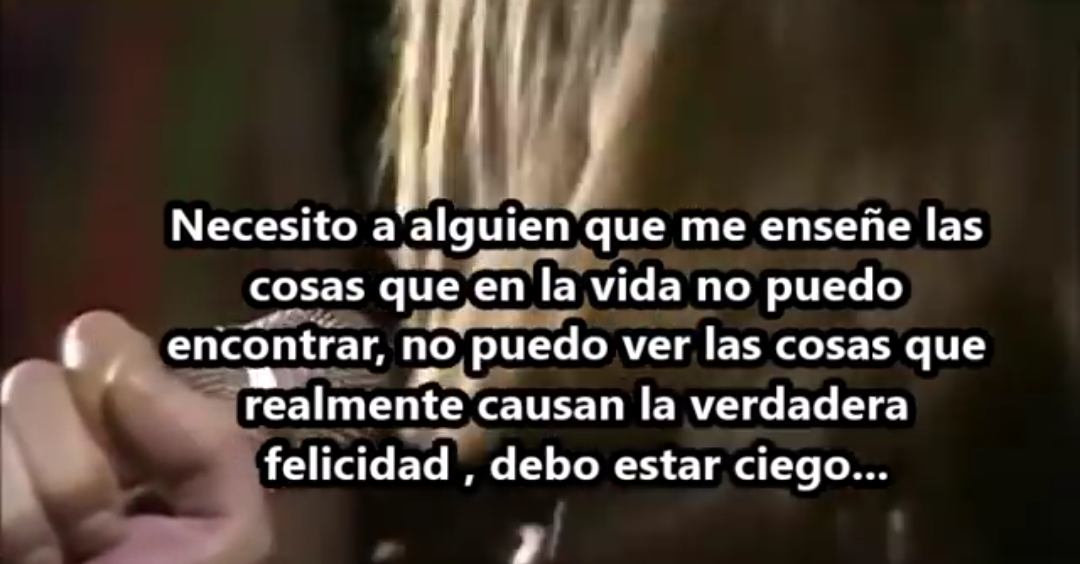 Necesito a alguien que me enseñe las
cosas que en la vida no puedo
encontrar, no puedo ver las cosas que
realmente causan la verdadera
felicidad , debo estar ciego...